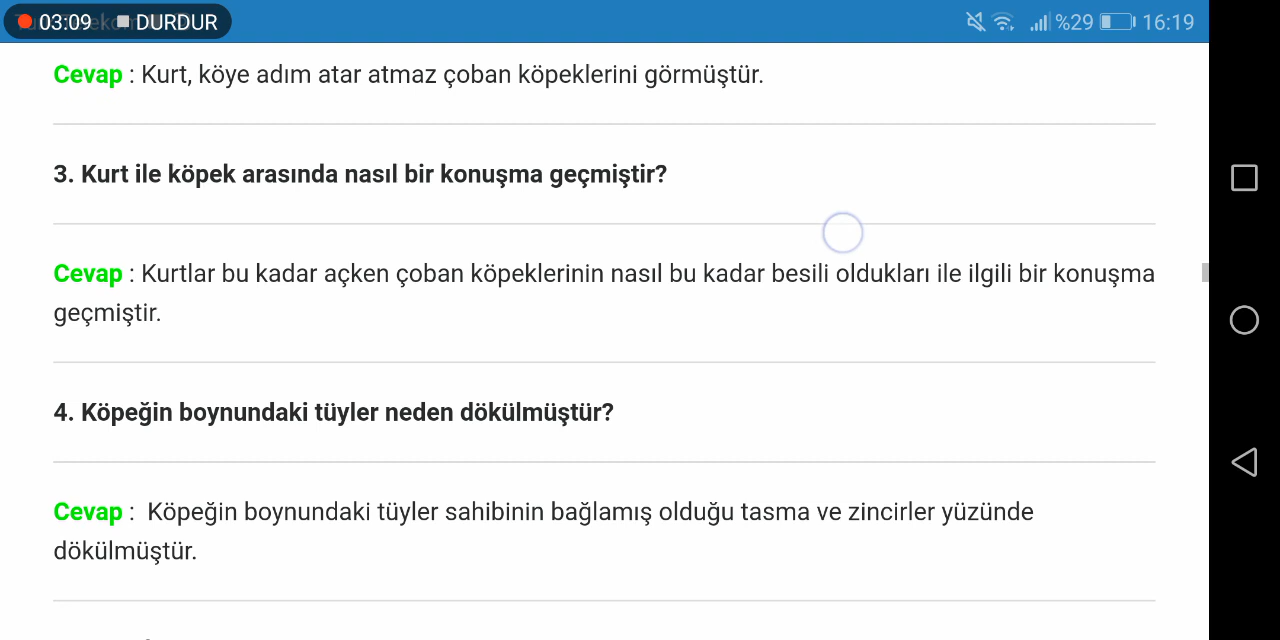 03:09 DURDUR %29 16:19
Cevap : Kurt, köye adım atar atmaz çoban köpeklerini görmüştür.
3. Kurt ile köpek arasında nasıl bir konuşma geçmiştir?
Cevap : Kurtlar bu kadar açken çoban köpeklerinin nasıl bu kadar besili oldukları ile ilgili bir konuşma
geçmiştir.
4. Köpeğin boynundaki tüyler neden dökülmüştür?
Cevap :  Köpeğin boynundaki tüyler sahibinin bağlamış olduğu tasma ve zincirler yüzünde
dökülmüştür.